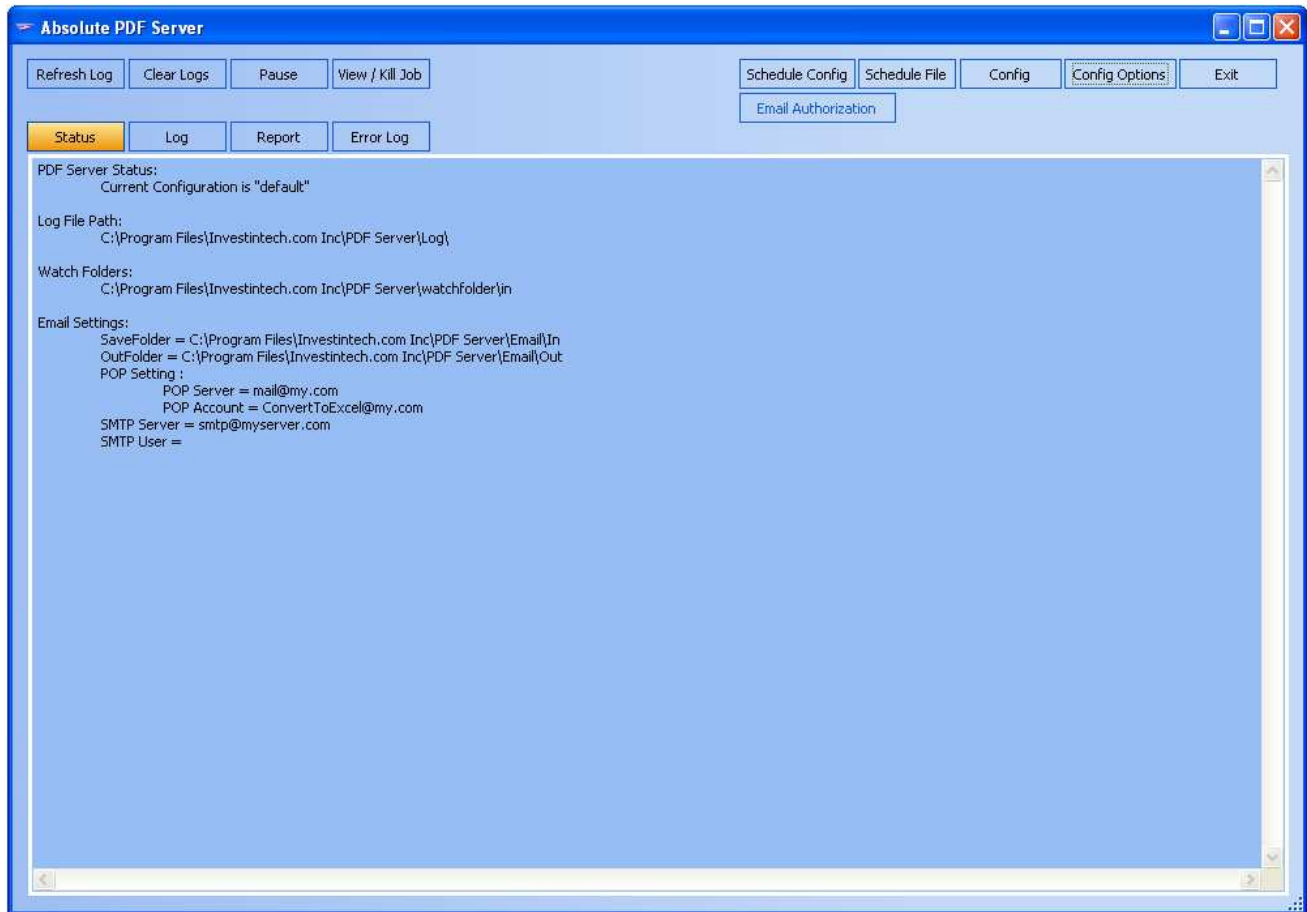 Absolute PDF Server
Refresh Log Clear Logs Pause View / Kill Job Schedule Config Schedule File Config Config Options Exit
Email Authorization
Status Log Report Error Log
PDF Server Status:
Current Configuration is "default"
Log File Path:
C:\Program Files\Investintech.com Inc\PDF Server\Log\
Watch Folders:
C:\Program Files\Investintech.com Inc\PDF Server\watchfolder\in
Email Settings:
SaveFolder = C:\Program Files\Investintech.com Inc\PDF Server\Email\In
OutFolder = C:\Program Files\Investintech.com Inc\PDF Server\Email\Out
POP Setting :
POP Server = mail@my.com
POP Account = ConvertToExcel@my.com
SMTP Server = smtp@myserver.com
SMTP User =